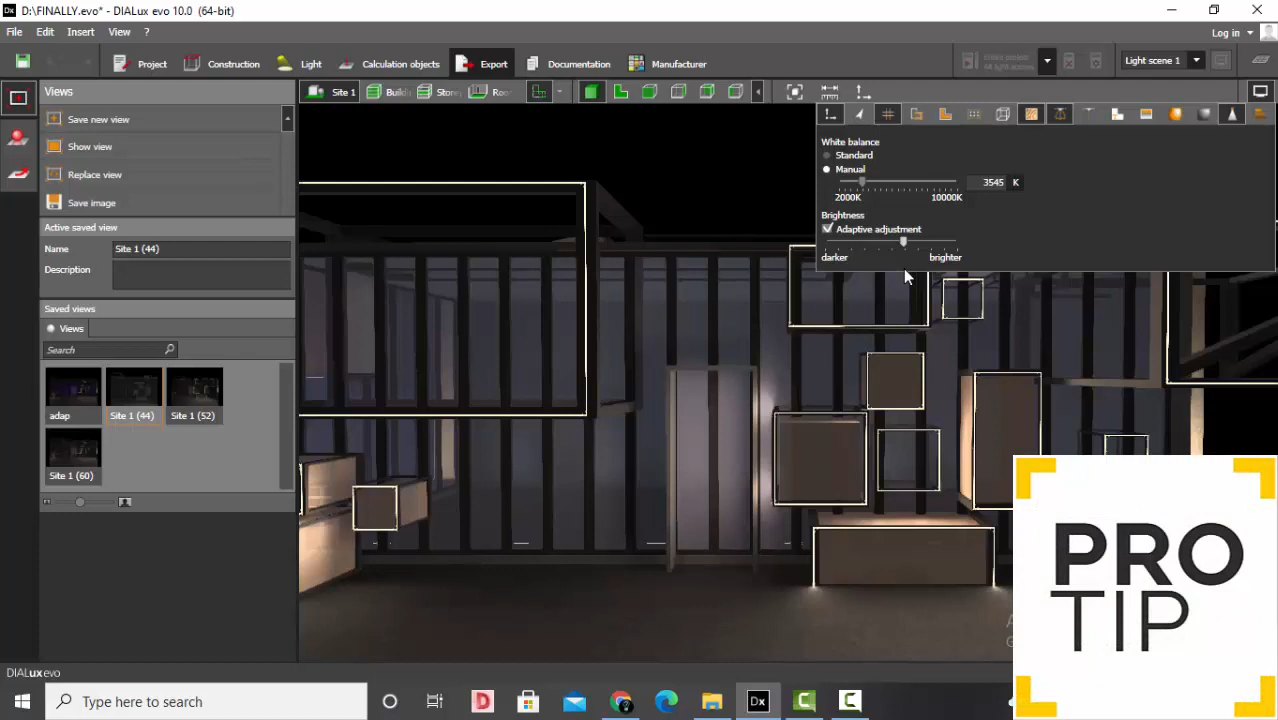 D:\FINALLY.evo* - DIALux evo 10.0 (64-bit)
File Edit Insert View ?
Log in
Project Construction Light Calculation objects Export Documentation Manufacturer
Light scene 1
Views
Site 1
Save new view
Show view
Replace view
Save image
Active saved view
Name Site 1 (44)
Description
Saved views
Views
Search
adap Site 1 (44) Site 1 (52)
Site 1 (60)
White balance
Standard
Manual
3545 K
2000K 10000K
Brightness
Adaptive adjustment
darker brighter
PRO
TIP
DIALux evo
Type here to search